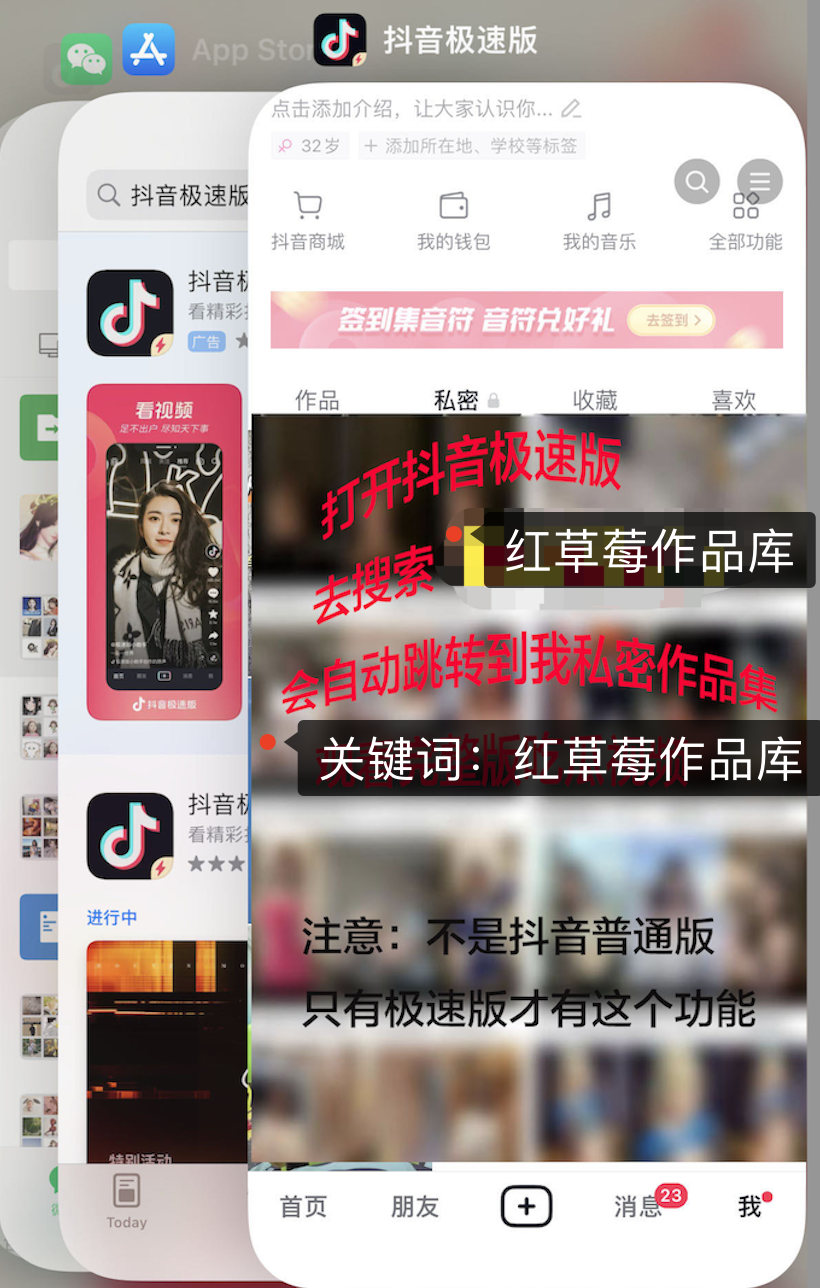 App Stor
抖音极速版
点击添加介绍，让大家认识你...
32岁
+ 添加所在地、学校等标签
抖音极速版
抖音商城
我的钱包
我的音乐
全部功能
抖音极
看精彩
广告
签到集音符 音符兑好礼
去签到 >
看视频
足不出户 尽知天下事
作品
私密
收藏
喜欢
打开抖音极速版
红草莓作品库
去搜索
会自动跳转到我私密作品集
关键词：红草莓作品库
抖音极速版
抖音极
看精彩
进行中
注意：不是抖音普通版
只有极速版才有这个功能
特别活动
Today
首页
朋友
消息
23
我